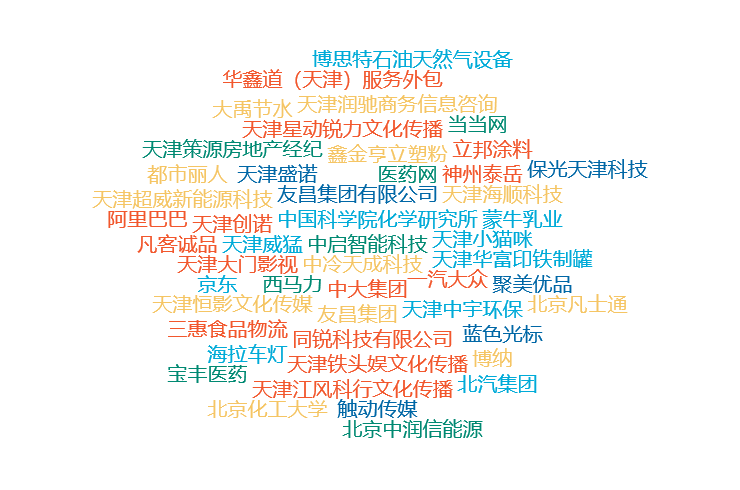 博思特石油天然气设备
华鑫道（天津）服务外包
大禹节水 天津润驰商务信息咨询
天津星动锐力文化传播 当当网
天津策源房地产经纪 鑫金亨立塑粉 立邦涂料
都市丽人 天津盛诺 医药网 神州泰岳 保光天津科技
天津超威新能源科技 友昌集团有限公司 天津海顺科技
阿里巴巴 天津创诺 中国科学院化学研究所 蒙牛乳业
凡客诚品 天津威猛 中启智能科技 天津小猫咪
天津大门影视 中冷天成科技 天津华富印铁制罐
京东 西马力 中大集团 一汽大众 聚美优品
天津恒影文化传媒 友昌集团 天津中宇环保 北京凡士通
三惠食品物流 同锐科技有限公司 蓝色光标
海拉车灯 天津铁头娱文化传播 博纳
宝丰医药 天津江风科行文化传播 北汽集团
北京化工大学 触动传媒
北京中润信能源